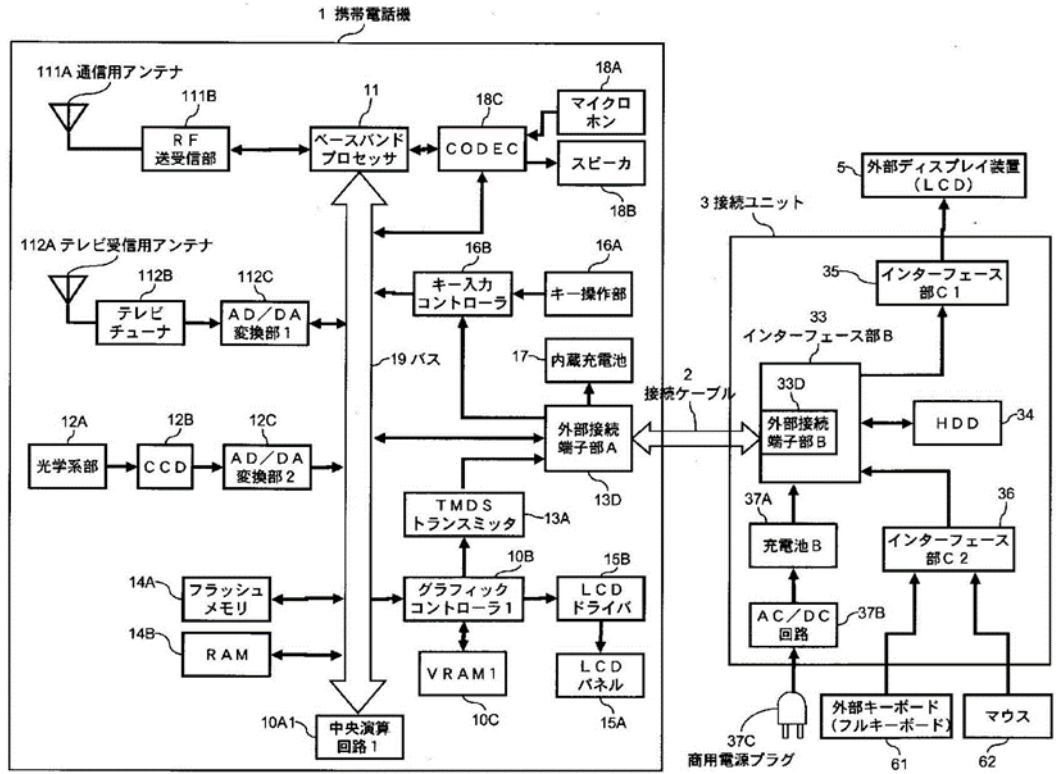 1 携帯電話機
111A 通信用アンテナ
111B
RF
送受信部
11
ベースバンド
プロセッサ
18C
CODEC
18A
マイクロ
ホン
スピーカ
18B
112A テレビ受信用アンテナ
112B
テレビ
チューナ
112C
AD/DA
変換部1
16B
キー入力
コントローラ
16A
キー操作部
19 バス
17
内蔵充電池
12A
光学系部
12B
CCD
12C
AD/DA
変換部2
外部接続
端子部A
13D
TMDS
トランスミッタ
13A
14A
フラッシュ
メモリ
14B
RAM
10B
グラフィック
コントローラ1
15B
LCD
ドライバ
VRAM1
10C
LCD
パネル
15A
10A1
中央演算
回路1
2
接続ケーブル
5
外部ディスプレイ装置
(LCD)
3 接続ユニット
35
インターフェース
部C1
33
インターフェース部B
33D
外部接続
端子部B
HDD
34
37A
充電池B
36
インターフェース
部C2
AC/DC
回路
37B
37C
商用電源プラグ
外部キーボード
(フルキーボード)
61
マウス
62